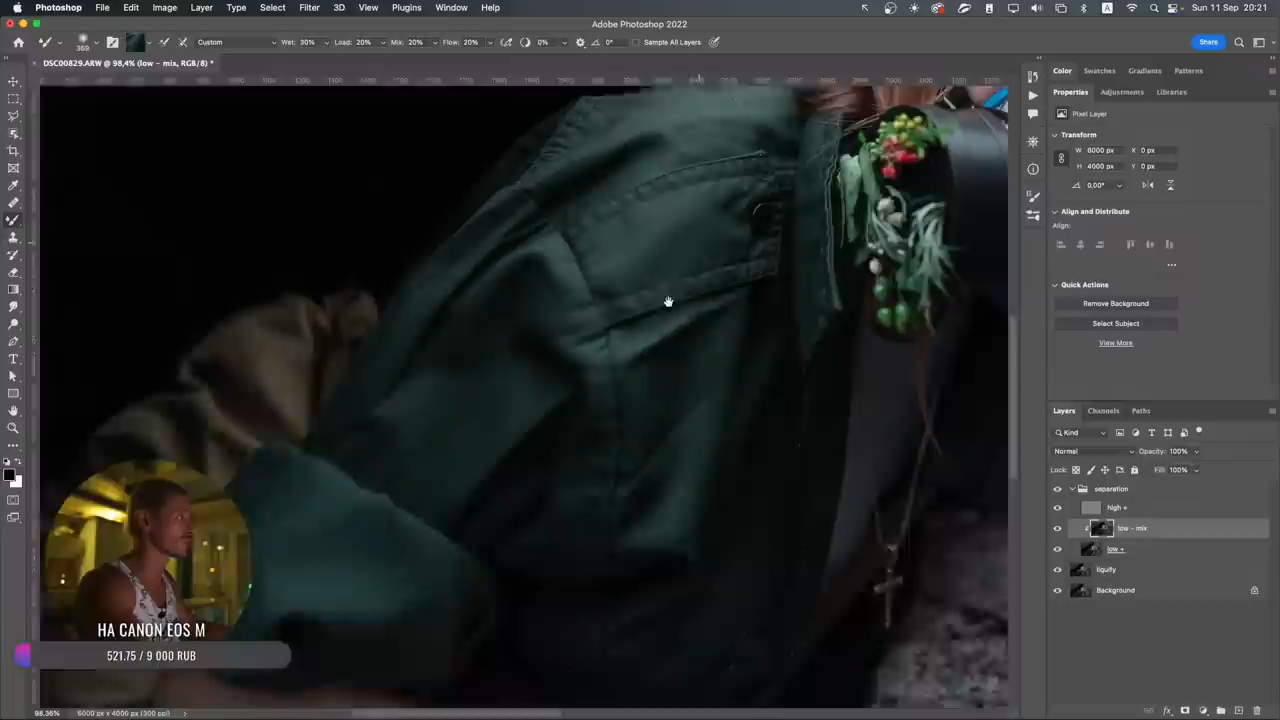 Photoshop File Edit Image Layer Type Select Filter 3D View Plugins Window Help A Sun 11 Sep 20:21
Adobe Photoshop 2022
369 Custom Wet: 30% Load: 20% Mix: 20% Flow: 20% 0% 0° Sample All Layers Share
DSC00829.ARW @ 98,4% (low - mix, RGB/8) *
Color Swatches Gradients Patterns
Properties Adjustments Libraries
Pixel Layer
Transform
W 6000 px X 0 px
H 4000 px Y 0 px
0,00°
Align and Distribute
Align:
Quick Actions
Remove Background
Select Subject
View More
Layers Channels Paths
Kind
Normal Opacity: 100%
Lock: Fill: 100%
separation
high +
low - mix
low +
liquify
Background
НА CANON EOS M
521.75 / 9 000 RUB
98.36% 6000 px x 4000 px (300 ppi)